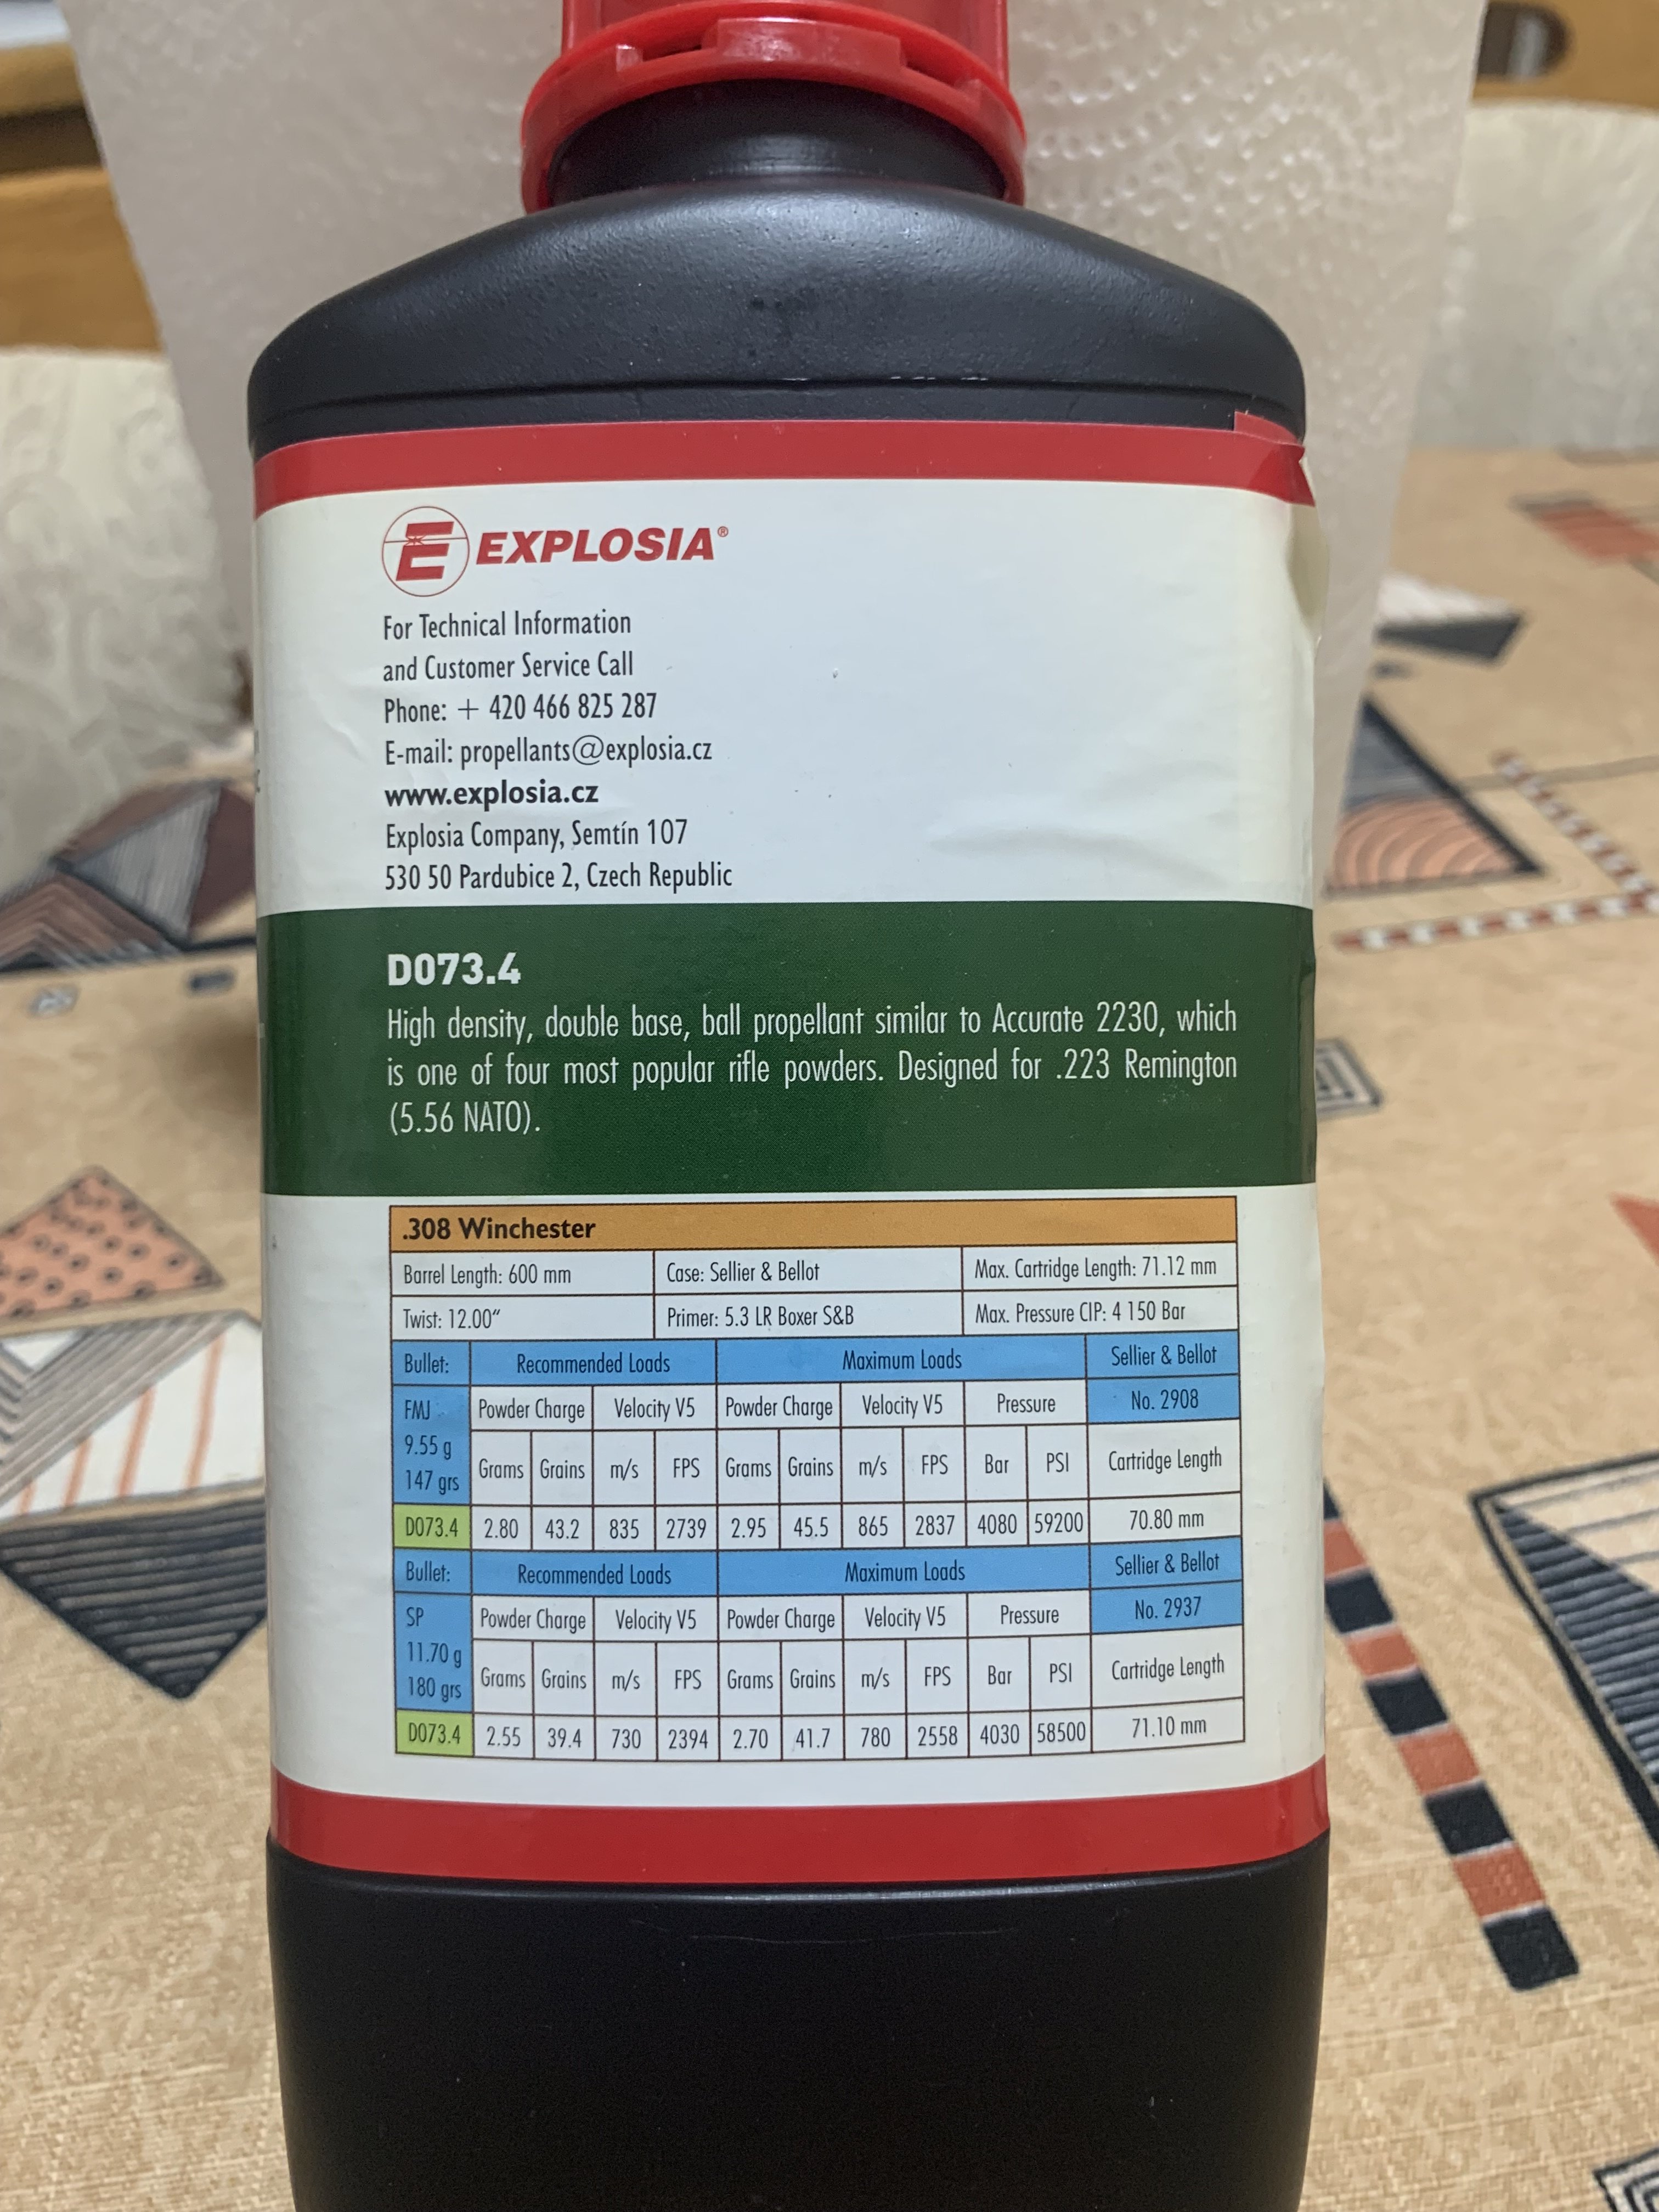 E EXPLOSIA®
For Technical Information
and Customer Service Call
Phone: + 420 466 825 287
E-mail: propellants@explosia.cz
www.explosia.cz
Explosia Company, Semtín 107
530 50 Pardubice 2, Czech Republic
D073.4
High density, double base, ball propellant similar to Accurate 2230, which
is one of four most popular rifle powders. Designed for .223 Remington
(5.56 NATO).
.308 Winchester
Barrel Length: 600 mm Case: Sellier & Bellot Max. Cartridge Length: 71.12 mm
Twist: 12.00“ Primer: 5.3 LR Boxer S&B Max. Pressure CIP: 4 150 Bar
Bullet: Recommended Loads Maximum Loads Sellier & Bellot
FMJ Powder Charge Velocity V5 Powder Charge Velocity V5 Pressure No. 2908
9.55 g
147 grs Grams Grains m/s FPS Grams Grains m/s FPS Bar PSI Cartridge Length
D073.4 2.80 43.2 835 2739 2.95 45.5 865 2837 4080 59200 70.80 mm
Bullet: Recommended Loads Maximum Loads Sellier & Bellot
SP Powder Charge Velocity V5 Powder Charge Velocity V5 Pressure No. 2937
11.70 g
180 grs Grams Grains m/s FPS Grams Grains m/s FPS Bar PSI Cartridge Length
D073.4 2.55 39.4 730 2394 2.70 41.7 780 2558 4030 58500 71.10 mm